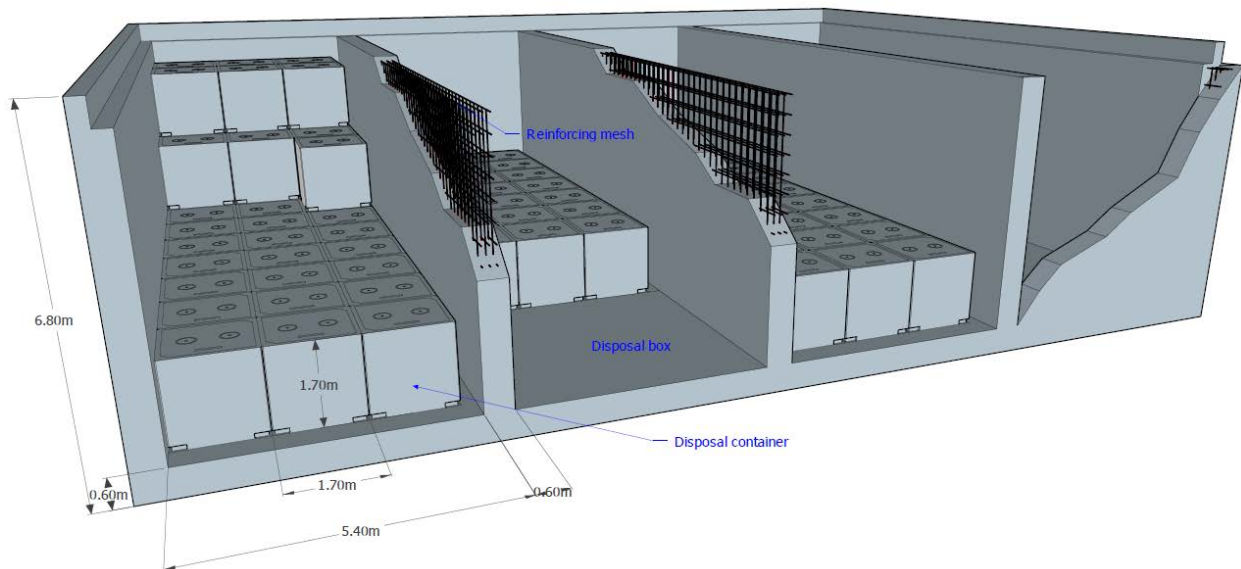 Reinforcing mesh
6.80m
Disposal box
1.70m
Disposal container
0.60m
1.70m
0.60m
5.40m